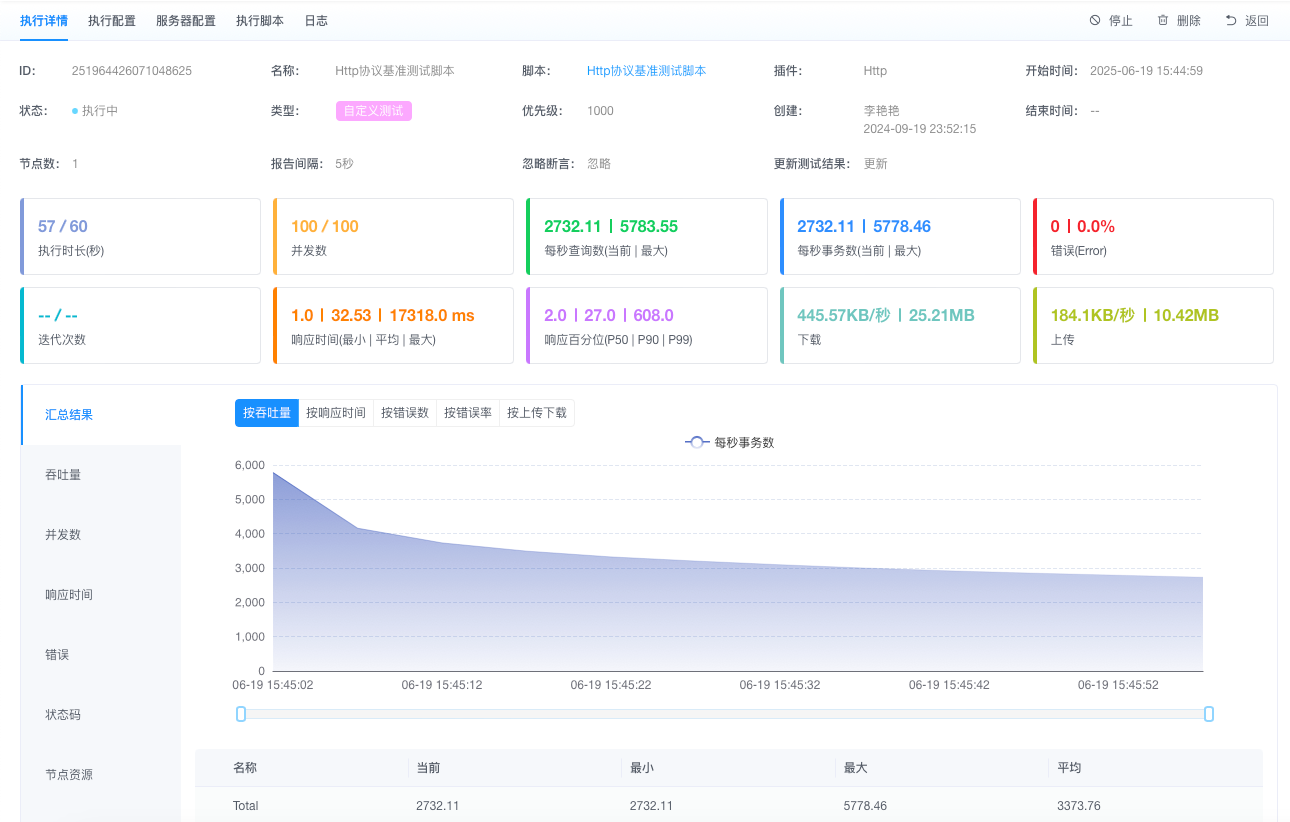 执行详情 执行配置 服务器配置 执行脚本 日志 停止 删除 返回
ID: 251964426071048625 名称: Http协议基准测试脚本 脚本: Http协议基准测试脚本 插件: Http 开始时间: 2025-06-19 15:44:59
状态: 执行中 类型: 自定义测试 优先级: 1000 创建: 李艳艳 结束时间: --
2024-09-19 23:52:15
节点数: 1 报告间隔: 5秒 忽略断言: 忽略 更新测试结果: 更新
57 / 60 100 / 100 2732.11 | 5783.55 2732.11 | 5778.46 0 | 0.0%
执行时长(秒) 并发数 每秒查询数(当前 | 最大) 每秒事务数(当前 | 最大) 错误(Error)
-- / -- 1.0 | 32.53 | 17318.0 ms 2.0 | 27.0 | 608.0 445.57KB/秒 | 25.21MB 184.1KB/秒 | 10.42MB
迭代次数 响应时间(最小 | 平均 | 最大) 响应百分位(P50 | P90 | P99) 下载 上传
汇总结果
吞吐量
并发数
响应时间
错误
状态码
节点资源
按吞吐量 按响应时间 按错误数 按错误率 按上传下载
每秒事务数
6,000
5,000
4,000
3,000
2,000
1,000
0
06-19 15:45:02 06-19 15:45:12 06-19 15:45:22 06-19 15:45:32 06-19 15:45:42 06-19 15:45:52
名称 当前 最小 最大 平均
Total 2732.11 2732.11 5778.46 3373.76